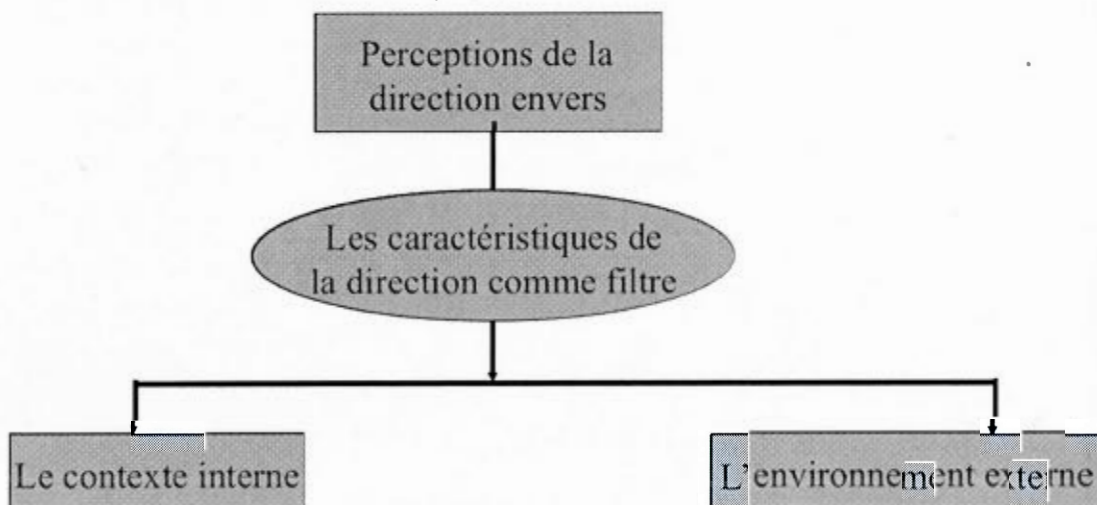 Perceptions de la
direction envers
Les caractéristiques de
la direction comme filtre
Le contexte interne
L'environnement externe